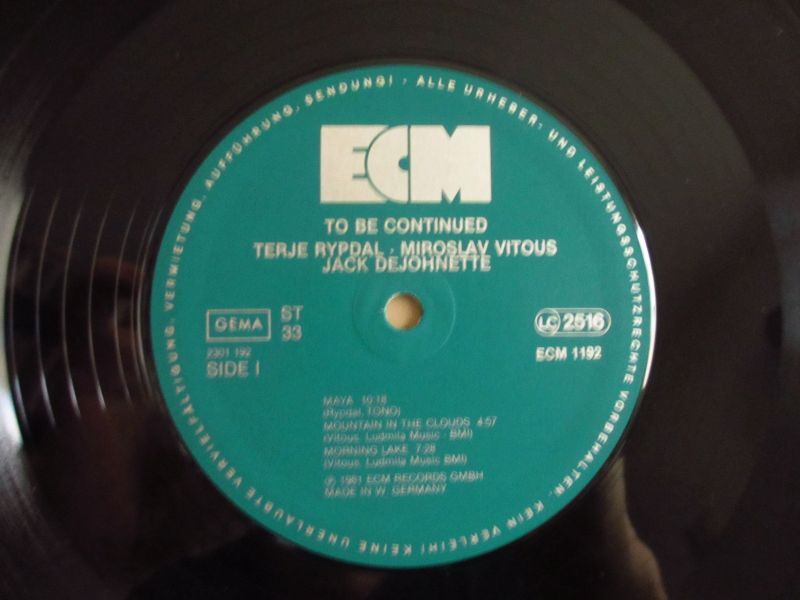 ECM
TO BE CONTINUED
TERJE RYPDAL · MIROSLAV VITOUS
JACK DEJOHNETTE
GEMA
ST
33
LC 2516
2301 192
SIDE I
ECM 1192
MAYA 10:18
(Rypdal, TONO)
MOUNTAIN IN THE CLOUDS 4:57
(Vitous, Ludmila Music - BMI)
MORNING LAKE 7:28
(Vitous, Ludmila Music BMI)
℗ 1981 ECM RECORDS GMBH
MADE IN W. GERMANY
ALLE URHEBER- UND LEISTUNGSSCHUTZRECHTE VORBEHALTEN. KEIN VERLEIH! KEINE UNERLAUBTE VERVIELFÄLTIGUNG, VERMIETUNG, AUFFÜHRUNG, SENDUNG! ·